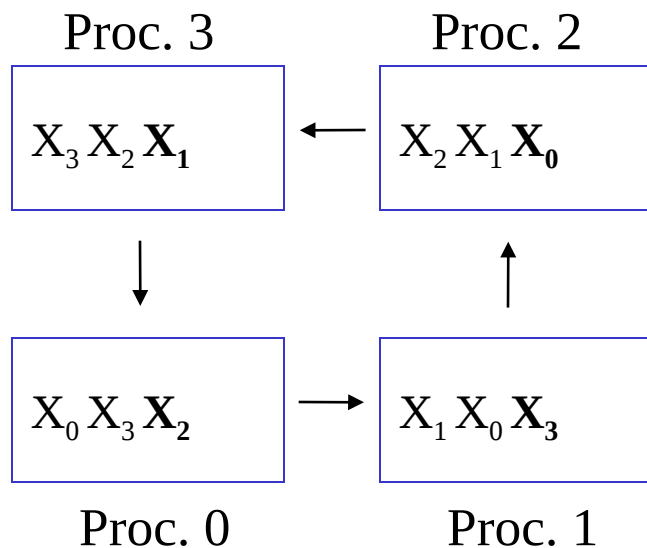 Proc. 3
Proc. 2
X3 X2 X1
X2 X1 X0
X0 X3 X2
X1 X0 X3
Proc. 0
Proc. 1